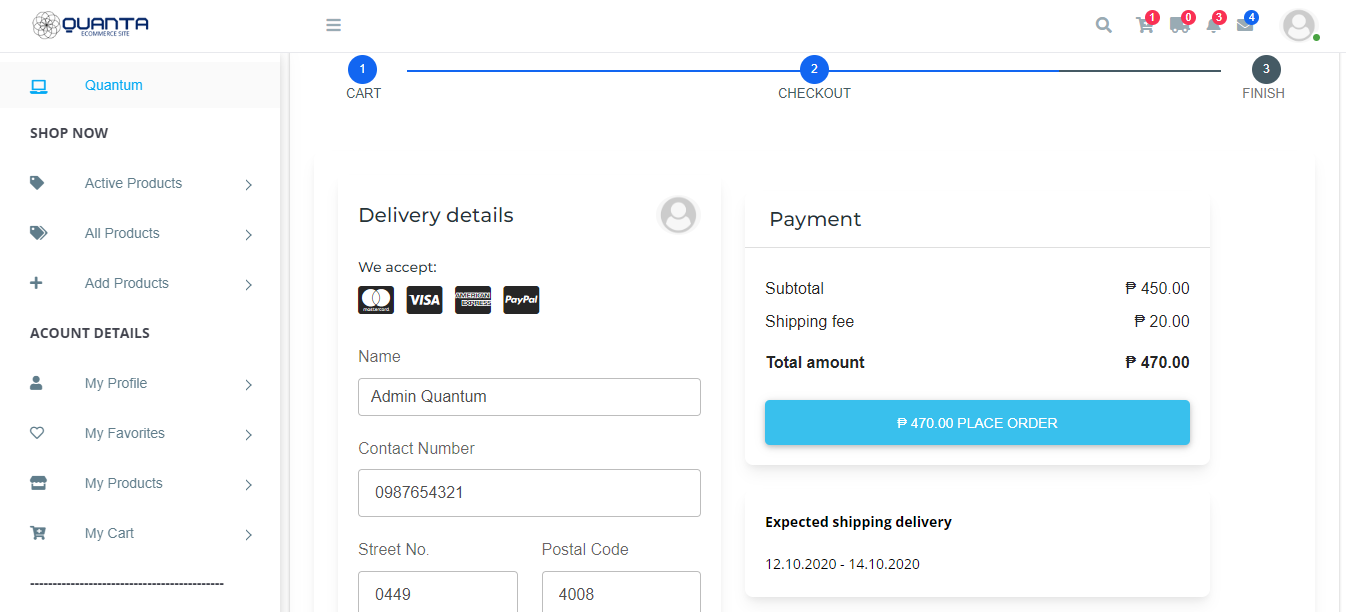 QUANTA
ECOMMERCE SITE
1 0 3 4
Quantum
SHOP NOW
Active Products
All Products
Add Products
ACOUNT DETAILS
My Profile
My Favorites
My Products
My Cart
-------------------------------------------
1 2 3
CART CHECKOUT FINISH
Delivery details
We accept:
mastercard VISA AMERICAN EXPRESS PayPal
Name
Admin Quantum
Contact Number
0987654321
Street No. Postal Code
0449 4008
Payment
Subtotal ₱ 450.00
Shipping fee ₱ 20.00
Total amount ₱ 470.00
₱ 470.00 PLACE ORDER
Expected shipping delivery
12.10.2020 - 14.10.2020